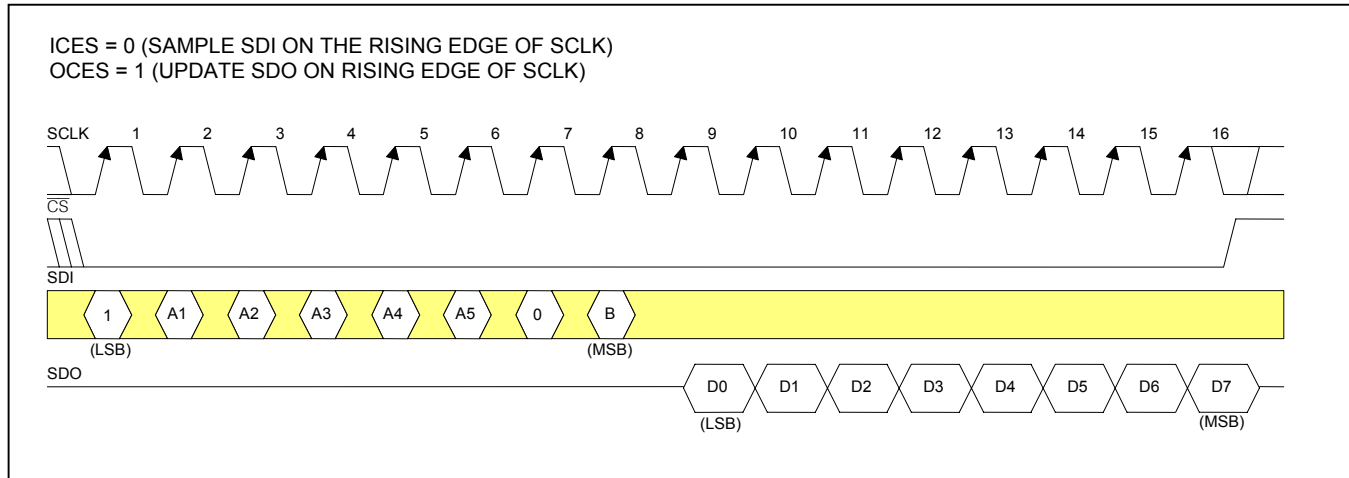 ICES = 0 (SAMPLE SDI ON THE RISING EDGE OF SCLK)
OCES = 1 (UPDATE SDO ON RISING EDGE OF SCLK)
SCLK 1 2 3 4 5 6 7 8 9 10 11 12 13 14 15 16
CS
SDI
1 A1 A2 A3 A4 A5 0 B
(LSB) (MSB)
SDO
D0 D1 D2 D3 D4 D5 D6 D7
(LSB) (MSB)